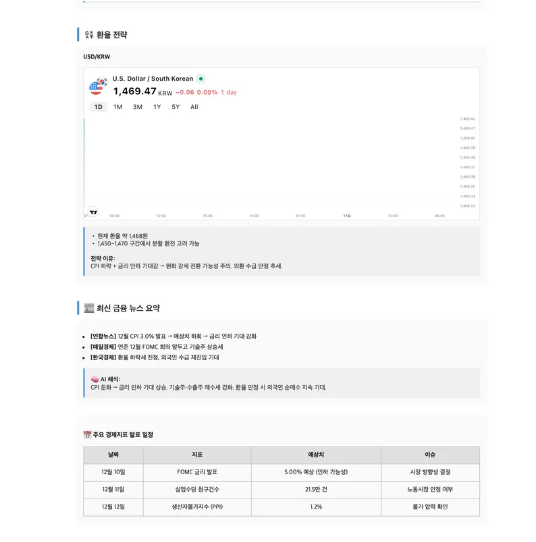 환율 전략
USD/KRW
U.S. Dollar / South Korean
1,469.47 KRW −0.06 0.00% 1 day
1D 1M 3M 1Y 5Y All
• 현재 환율 약 1,468원
• 1,450~1,470 구간에서 분할 환전 고려 가능
전략 이유:
CPI 하락 + 금리 인하 기대감 → 원화 강세 전환 가능성 주의. 외환 수급 안정 추세.
최신 금융 뉴스 요약
• [연합뉴스] 12월 CPI 3.0% 발표 → 예상치 하회 → 금리 인하 기대 강화
• [매일경제] 연준 12월 FOMC 회의 앞두고 기술주 상승세
• [한국경제] 환율 하락세 진정, 외국인 수급 재진입 기대
AI 해석:
CPI 둔화 → 금리 인하 기대 상승. 기술주·수출주 매수세 강화. 환율 안정 시 외국인 순매수 지속 기대.
주요 경제지표 발표 일정
날짜 지표 예상치 이슈
12월 10일 FOMC 금리 발표 5.00% 예상 (인하 가능성) 시장 방향성 결정
12월 11일 실업수당 청구건수 21.5만 건 노동시장 안정 여부
12월 12일 생산자물가지수 (PPI) 1.2% 물가 압력 확인